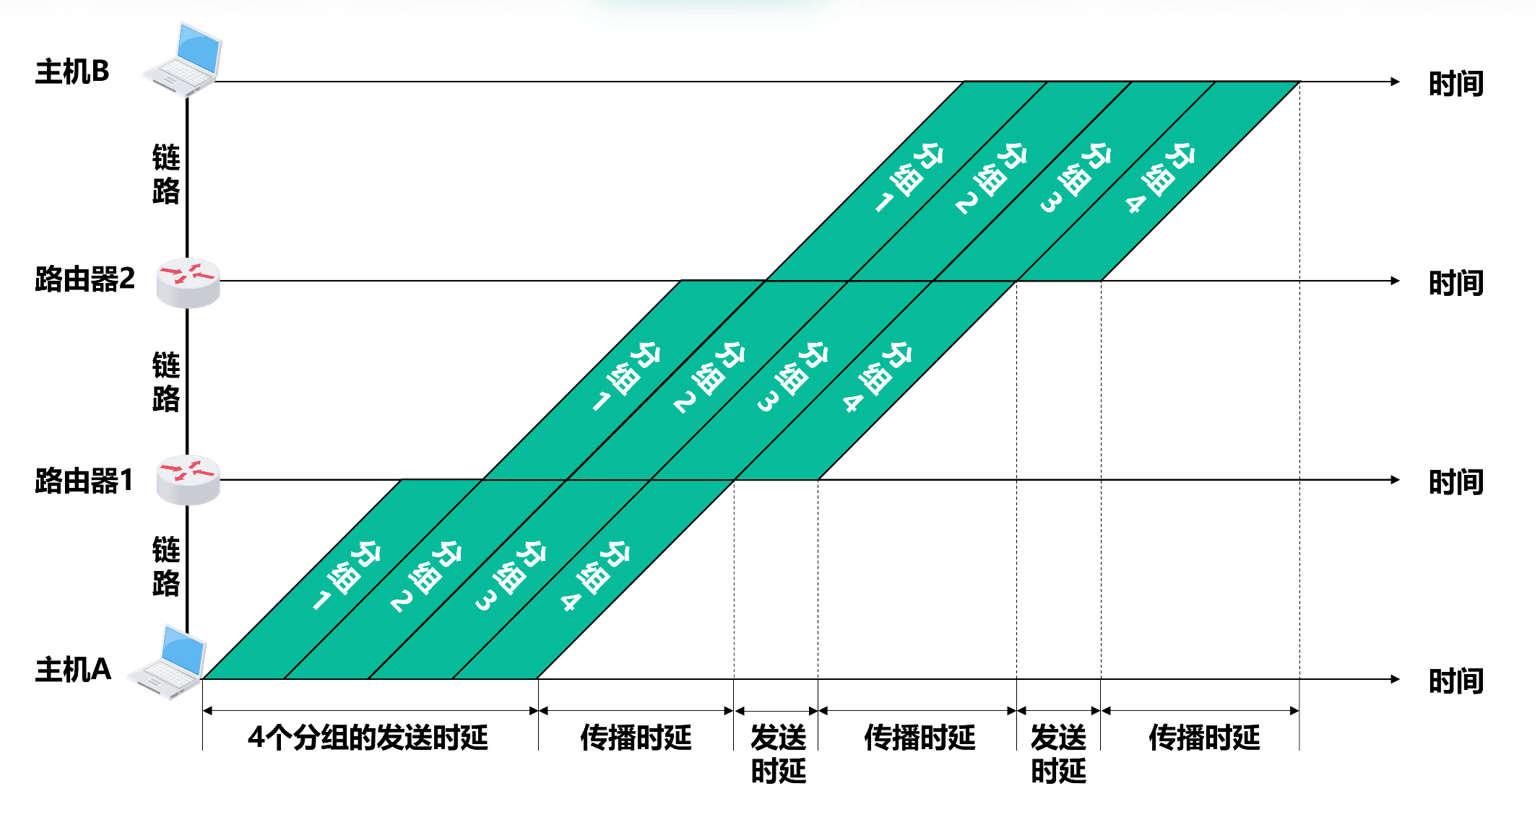 主机B
时间
链路
分组1
分组2
分组3
分组4
路由器2
时间
链路
分组1
分组2
分组3
分组4
路由器1
时间
链路
分组1
分组2
分组3
分组4
主机A
时间
4个分组的发送时延
传播时延
发送
时延
传播时延
发送
时延
传播时延